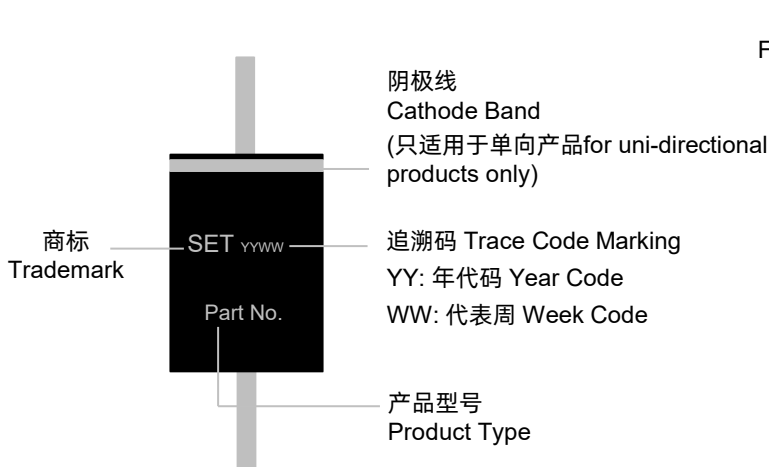 F
阴极线
Cathode Band
(只适用于单向产品for uni-directional
products only)
商标
Trademark
SET YYWW
追溯码 Trace Code Marking
YY: 年代码 Year Code
WW: 代表周 Week Code
Part No.
产品型号
Product Type